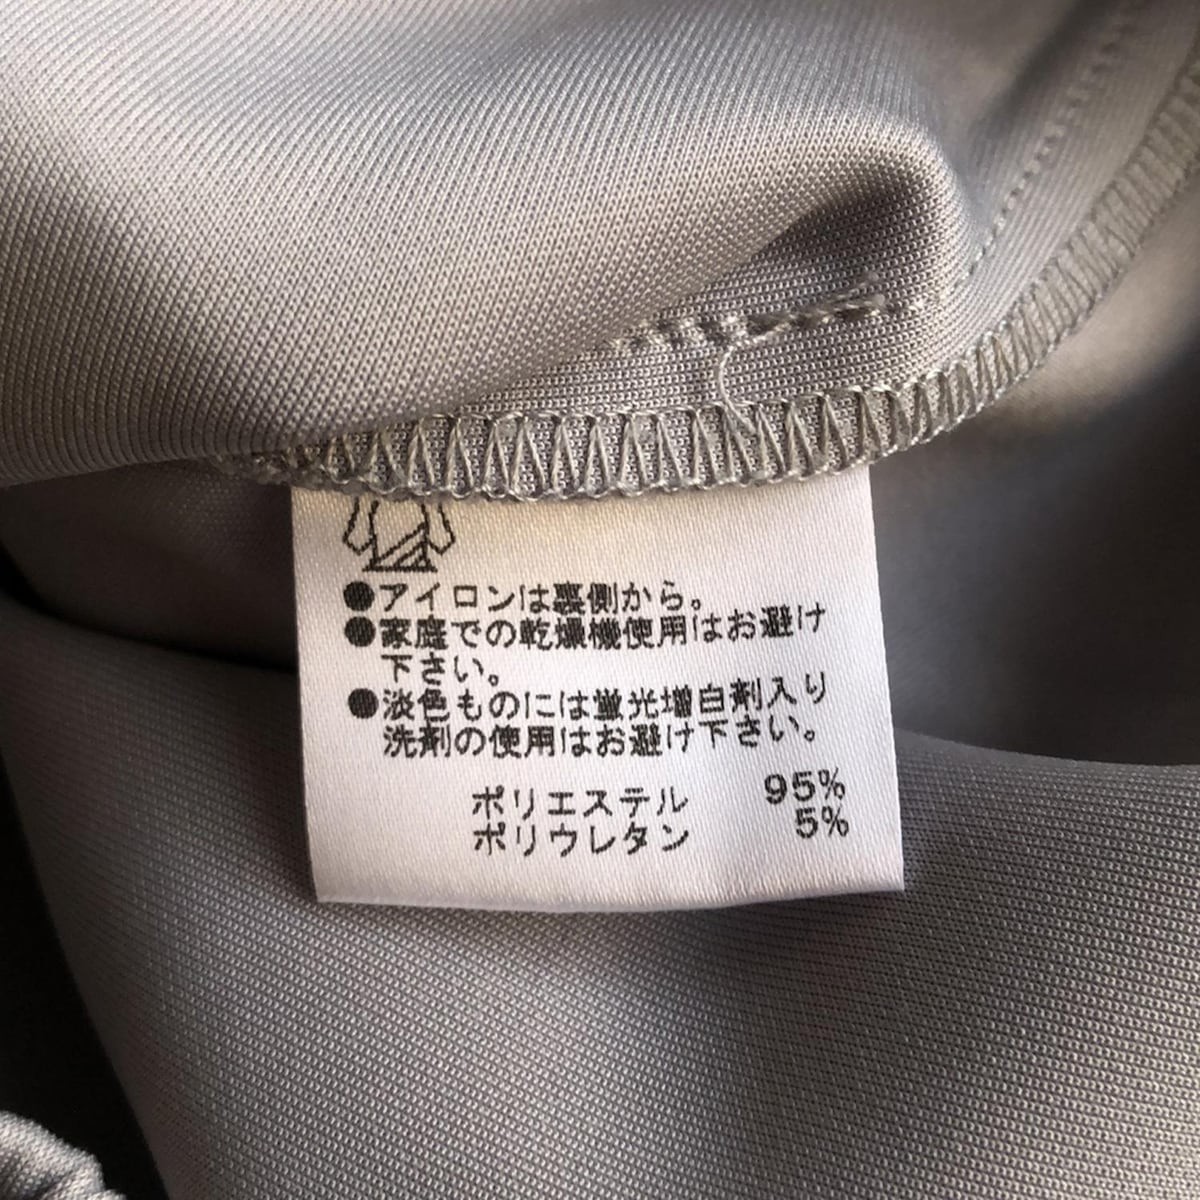 ●アイロンは裏側から。
●家庭での乾燥機使用はお避け
下さい。
●淡色ものには蛍光増白剤入り
洗剤の使用はお避け下さい。
ポリエステル 95%
ポリウレタン 5%